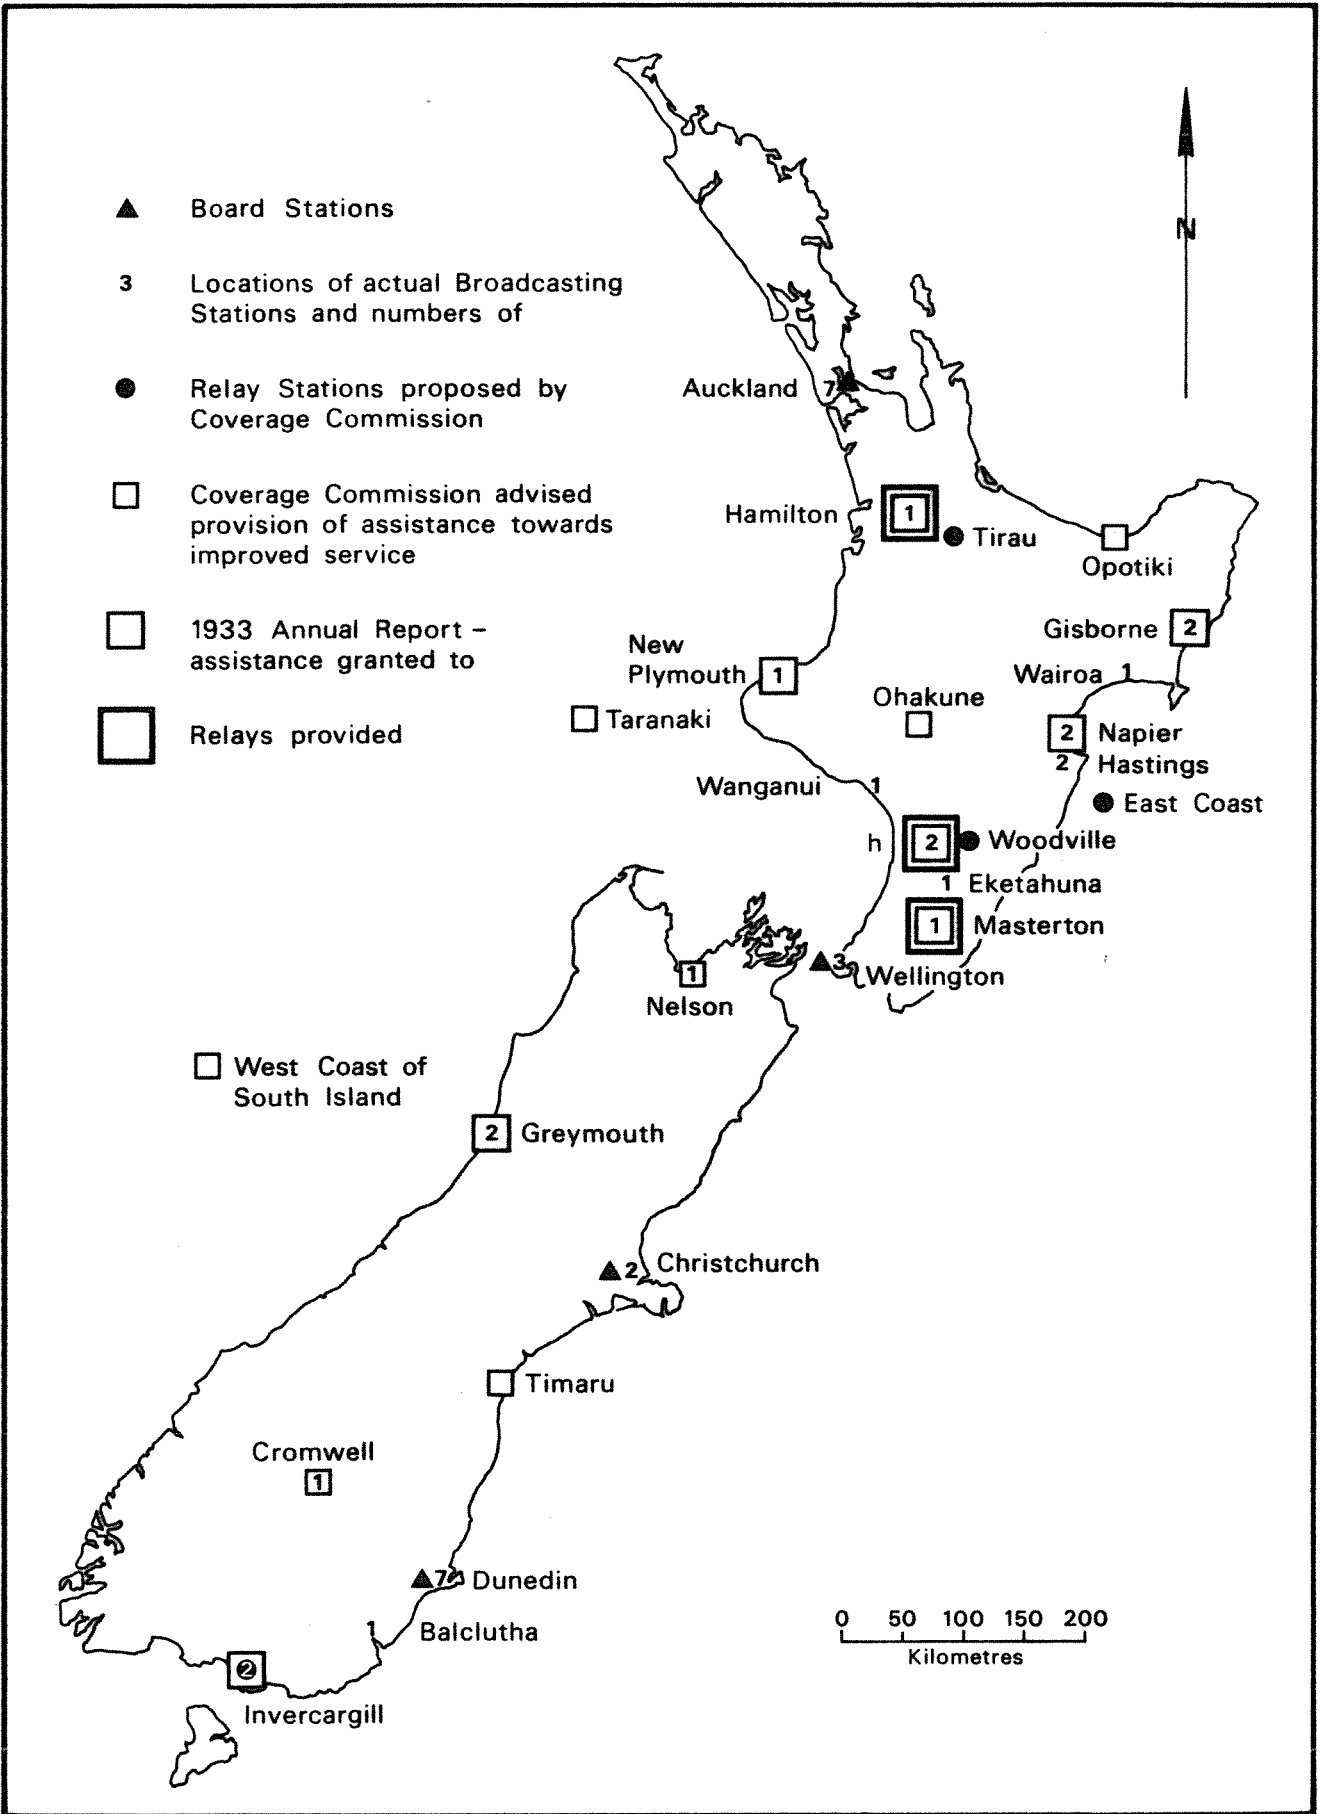 N
Board Stations
3 Locations of actual Broadcasting
Stations and numbers of
Relay Stations proposed by
Coverage Commission
Coverage Commission advised
provision of assistance towards
improved service
1933 Annual Report –
assistance granted to
Relays provided
Auckland 7
Hamilton 1
Tirau
Opotiki
Gisborne 2
New
Plymouth 1
Wairoa 1
Taranaki
Ohakune
2 Napier
2 Hastings
Wanganui 1
East Coast
h 2 Woodville
1 Eketahuna
1 Masterton
3 Wellington
1
Nelson
West Coast of
South Island
2 Greymouth
2 Christchurch
Timaru
Cromwell
1
7 Dunedin
1 Balclutha
2
Invercargill
0 50 100 150 200
Kilometres